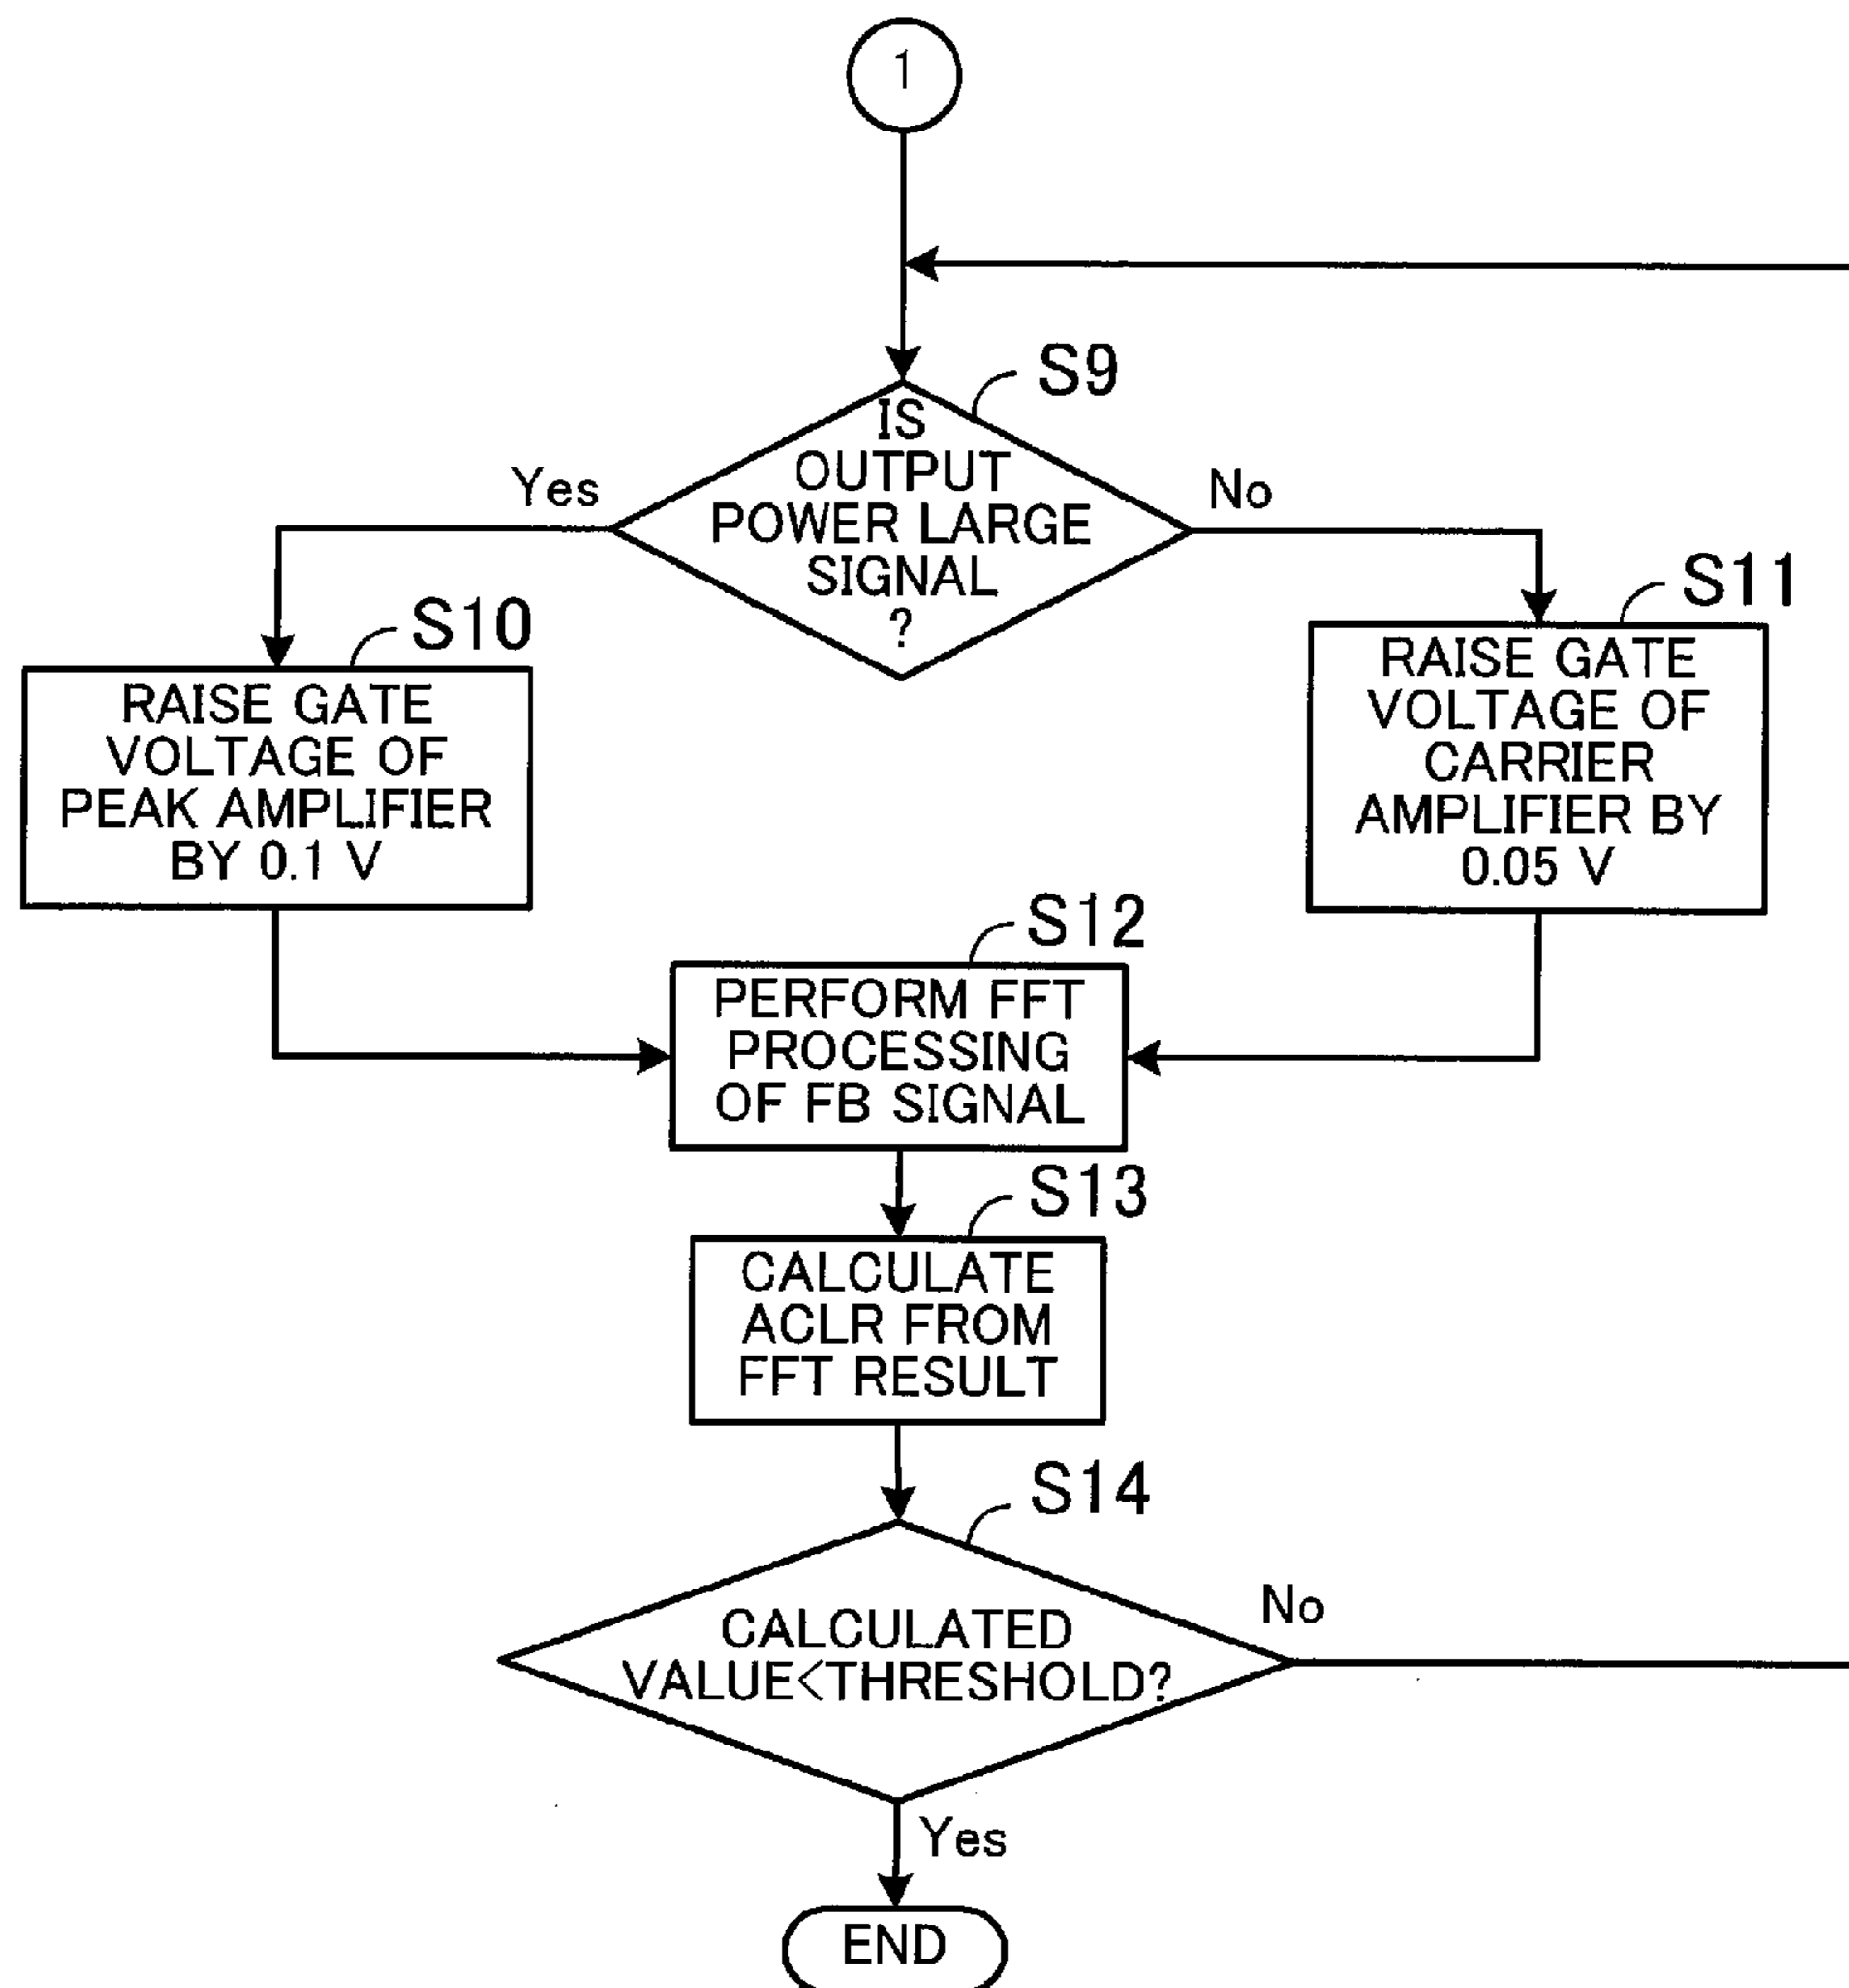 1
S9
IS
OUTPUT
POWER LARGE
SIGNAL
?
Yes
No
S10
RAISE GATE
VOLTAGE OF
PEAK AMPLIFIER
BY 0.1 V
S11
RAISE GATE
VOLTAGE OF
CARRIER
AMPLIFIER BY
0.05 V
S12
PERFORM FFT
PROCESSING
OF FB SIGNAL
S13
CALCULATE
ACLR FROM
FFT RESULT
S14
CALCULATED
VALUE<THRESHOLD?
No
Yes
END